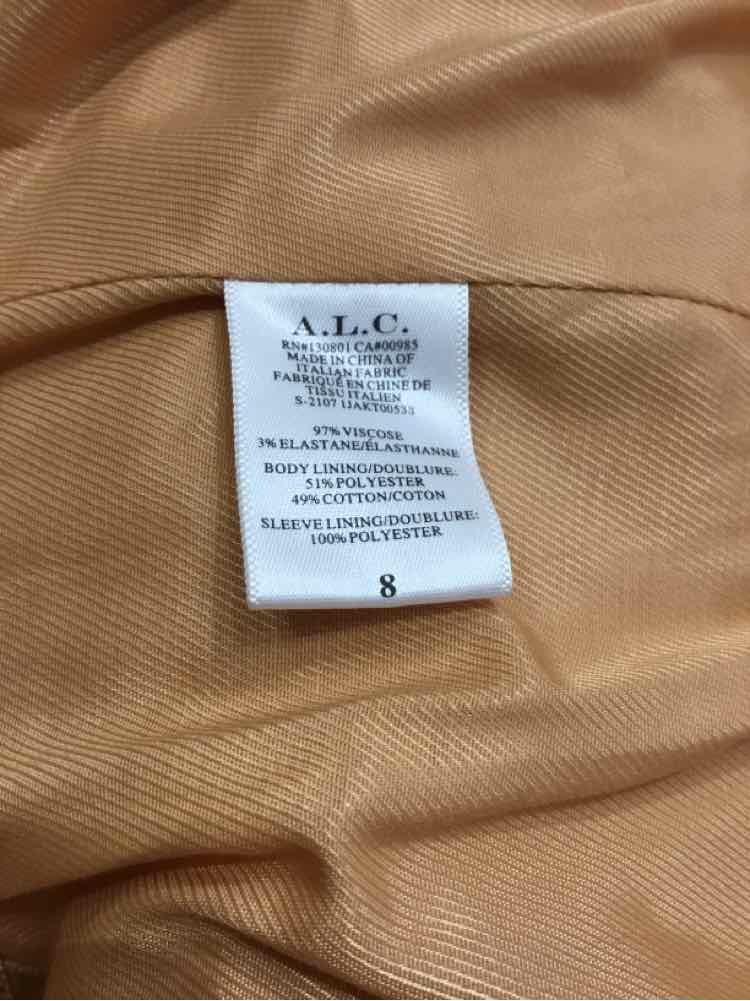 A.L.C.
RN#130801 CA#00985
MADE IN CHINA OF
ITALIAN FABRIC
FABRIQUÉ EN CHINE DE
TISSU ITALIEN
S-2107 1JAKT00533
97% VISCOSE
3% ELASTANE/ÉLASTHANNE
BODY LINING/DOUBLURE:
51% POLYESTER
49% COTTON/COTON
SLEEVE LINING/DOUBLURE:
100% POLYESTER
8